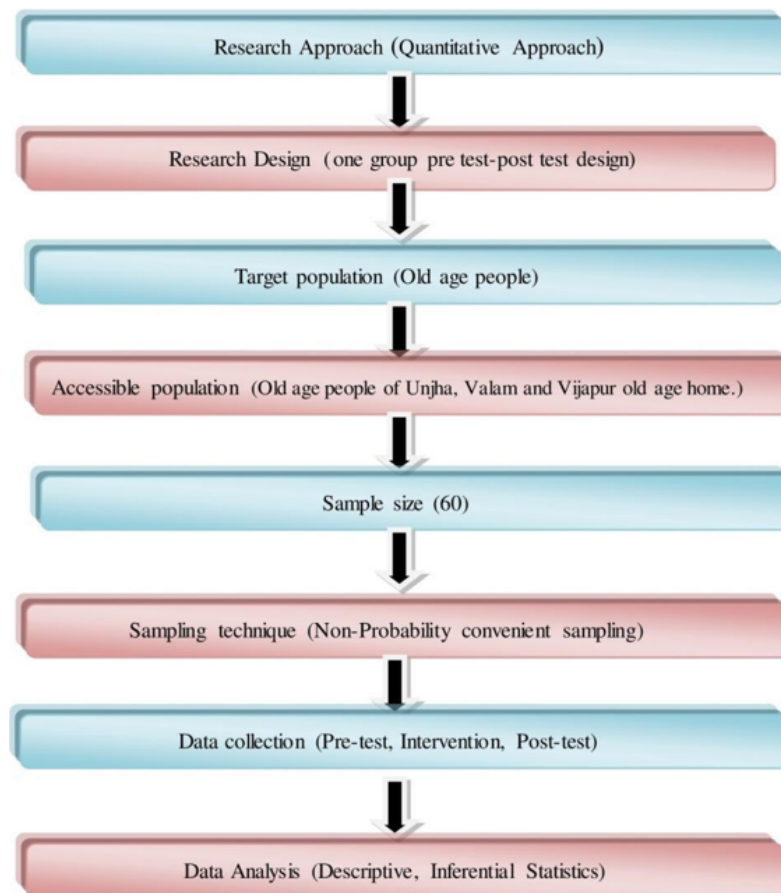 Research Approach (Quantitative Approach)
Research Design (one group pre test-post test design)
Target population (Old age people)
Accessible population (Old age people of Unjha, Valam and Vijapur old age home.)
Sample size (60)
Sampling technique (Non-Probability convenient sampling)
Data collection (Pre-test, Intervention, Post-test)
Data Analysis (Descriptive, Inferential Statistics)